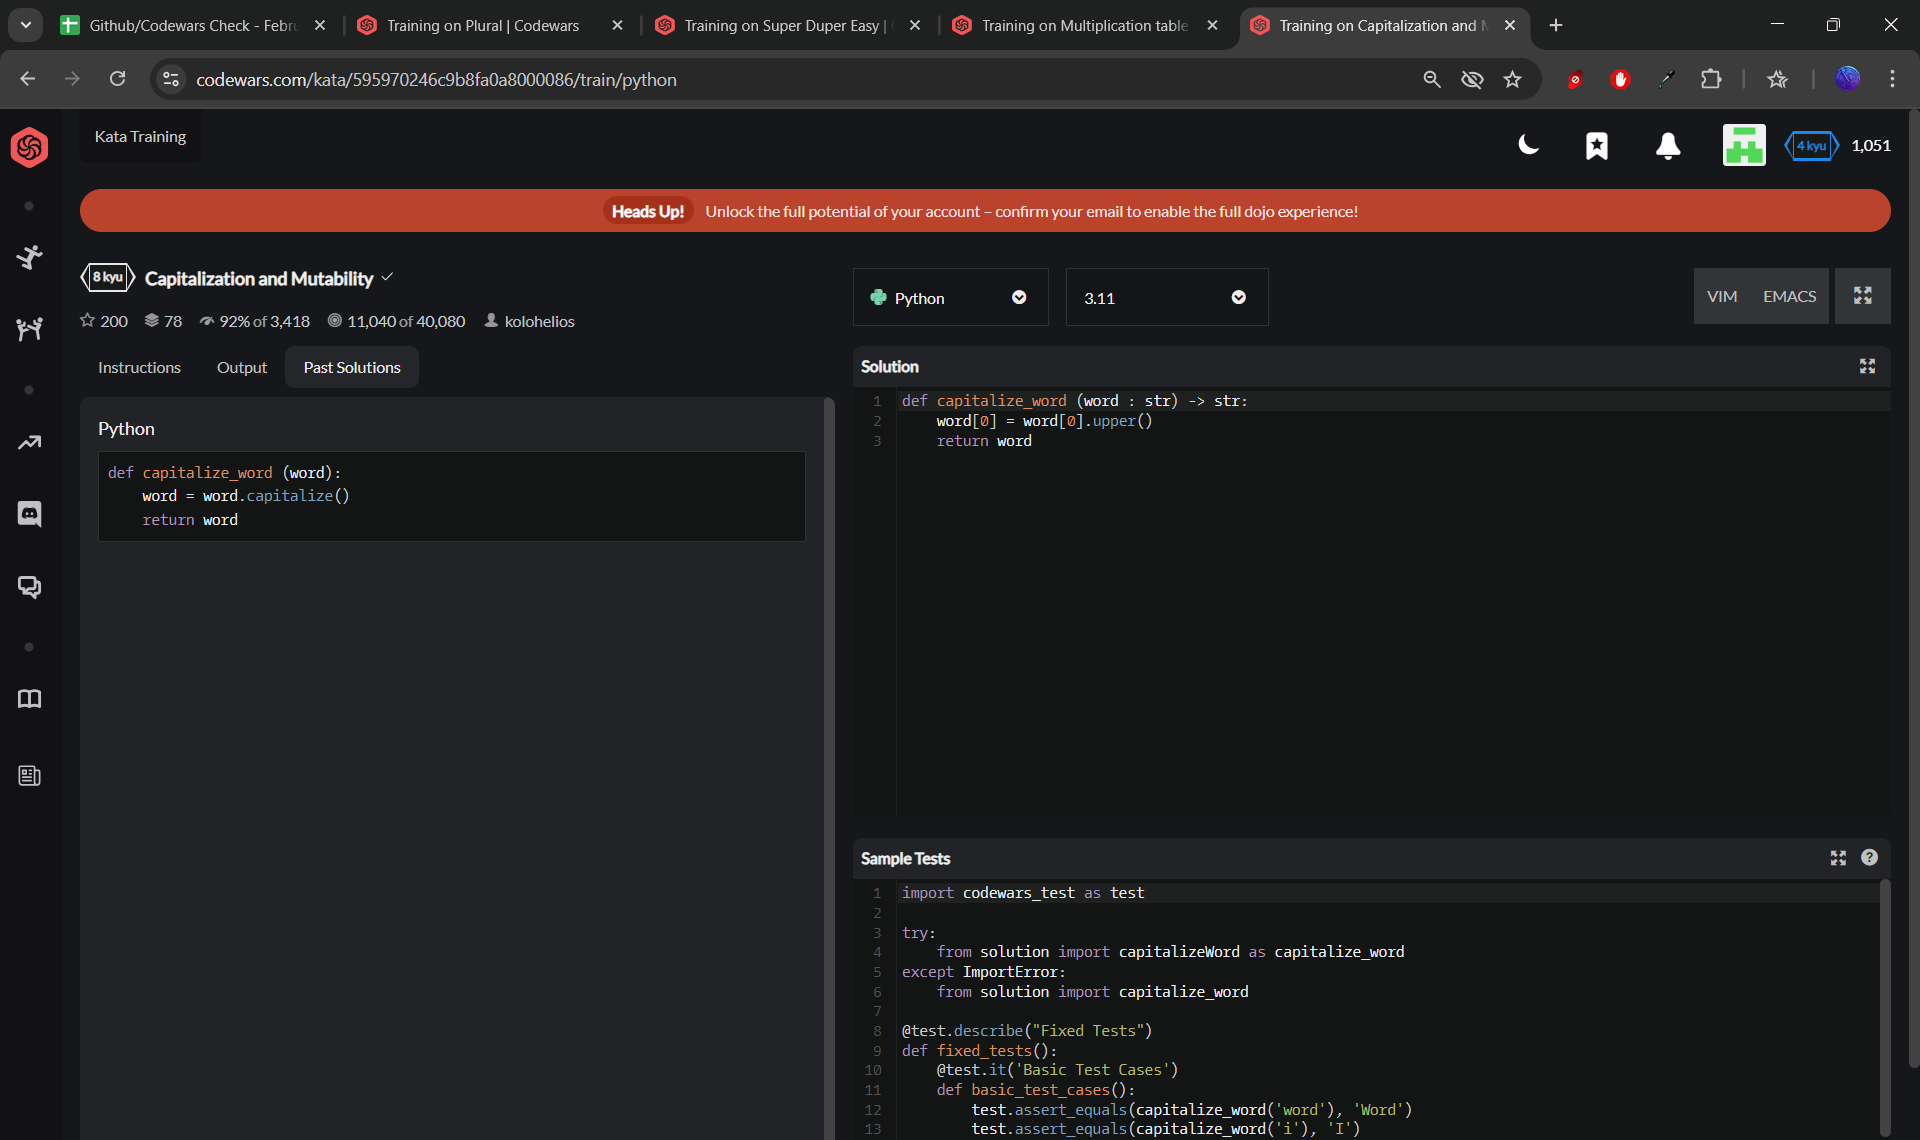 Github/Codewars Check - Febru
Training on Plural | Codewars
Training on Super Duper Easy |
Training on Multiplication table
Training on Capitalization and M
codewars.com/kata/595970246c9b8fa0a8000086/train/python
Kata Training
4 kyu
1,051
Heads Up! Unlock the full potential of your account – confirm your email to enable the full dojo experience!
8 kyu Capitalization and Mutability
200 78 92% of 3,418 11,040 of 40,080 kolohelios
Python
3.11
VIM EMACS
Instructions Output Past Solutions
Python
def capitalize_word (word):
    word = word.capitalize()
    return word
Solution
1 def capitalize_word (word : str) -> str:
2     word[0] = word[0].upper()
3     return word
Sample Tests
1 import codewars_test as test
2
3 try:
4     from solution import capitalizeWord as capitalize_word
5 except ImportError:
6     from solution import capitalize_word
7
8 @test.describe("Fixed Tests")
9 def fixed_tests():
10     @test.it('Basic Test Cases')
11     def basic_test_cases():
12         test.assert_equals(capitalize_word('word'), 'Word')
13         test.assert_equals(capitalize_word('i'), 'I')